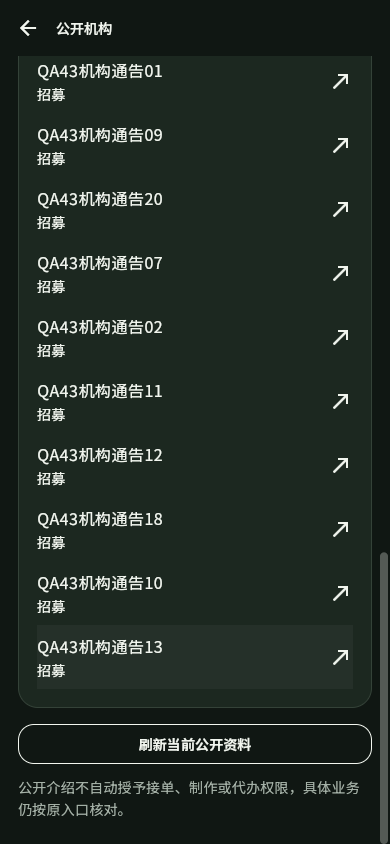 公开机构
QA43机构通告01
招募
QA43机构通告09
招募
QA43机构通告20
招募
QA43机构通告07
招募
QA43机构通告02
招募
QA43机构通告11
招募
QA43机构通告12
招募
QA43机构通告18
招募
QA43机构通告10
招募
QA43机构通告13
招募
刷新当前公开资料
公开介绍不自动授予接单、制作或代办权限，具体业务
仍按原入口核对。